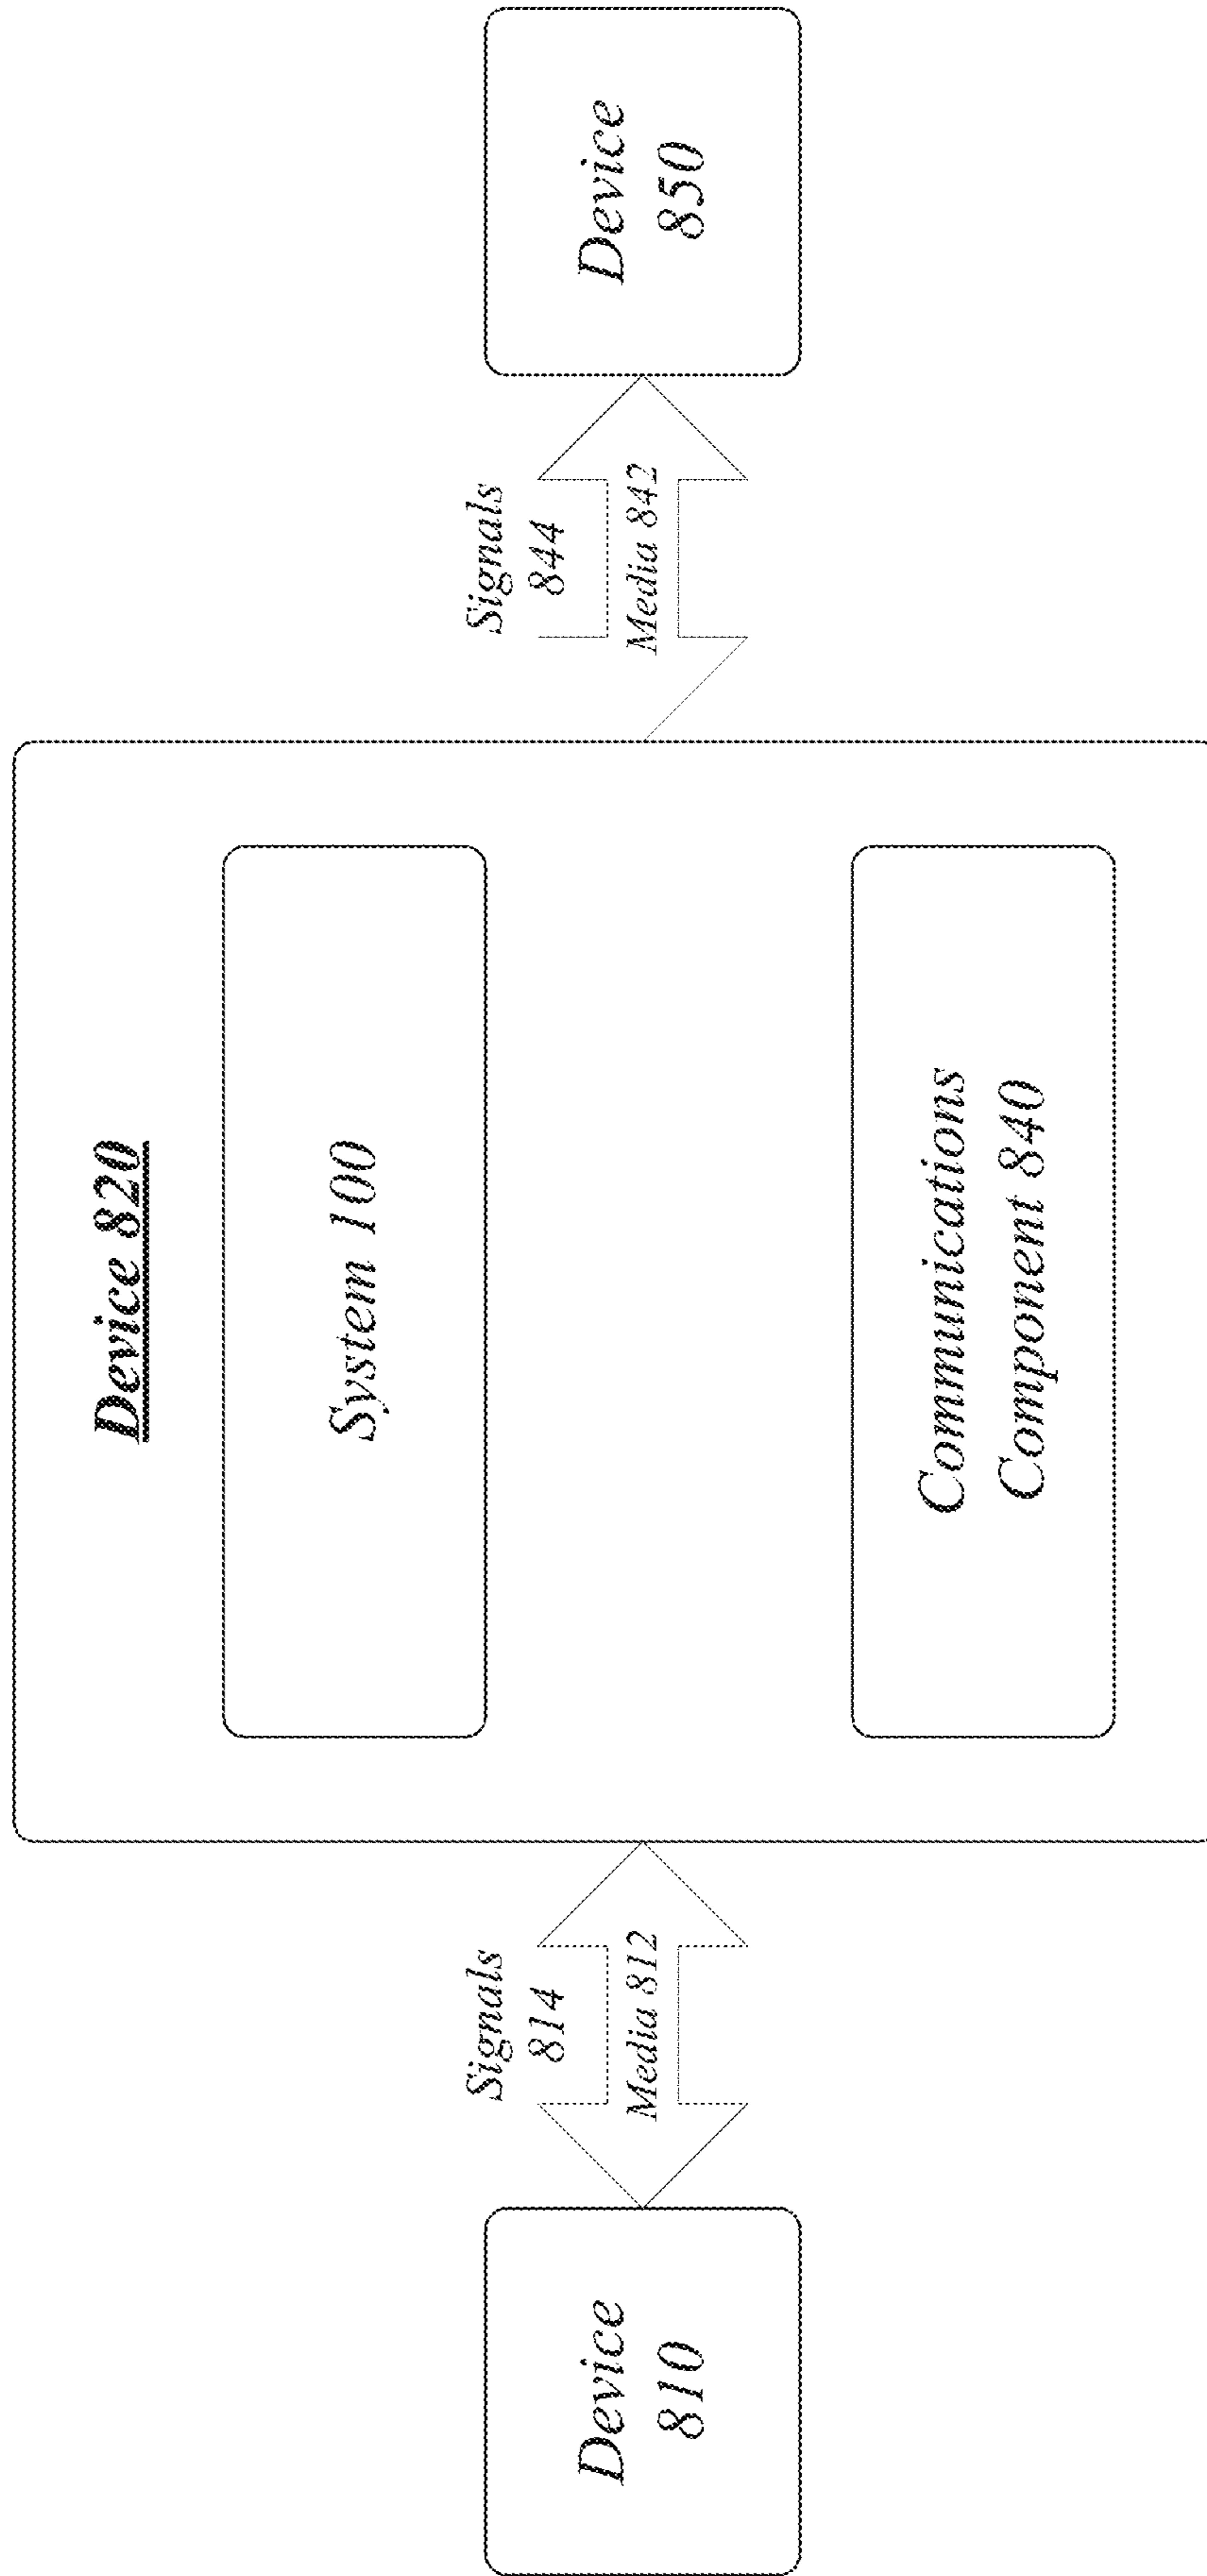 Device 820
System 100
Communications
Component 840
Device
810
Signals
814
Media 812
Signals
844
Media 842
Device
850